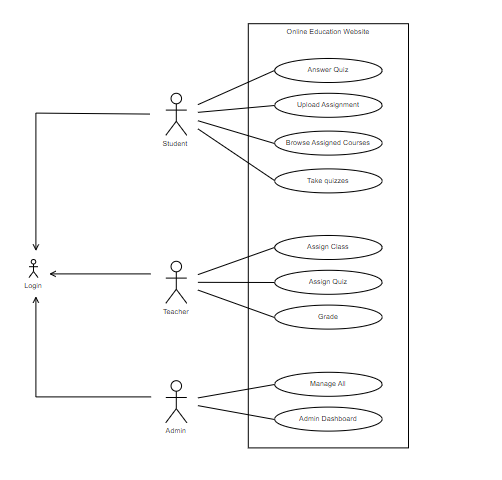 Online Education Website
Answer Quiz
Upload Assignment
Student
Browse Assigned Courses
Take quizzes
Assign Class
Login
Assign Quiz
Teacher
Grade
Manage All
Admin Dashboard
Admin